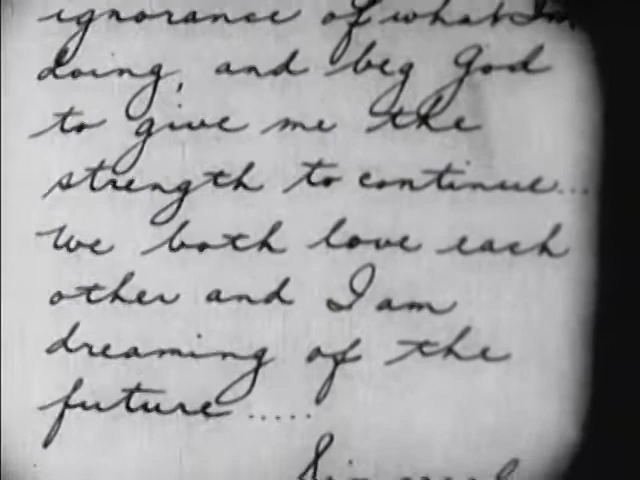 ignorance of what I'm
doing, and beg God
to give me the
strength to continue...
We both love each
other and I am
dreaming of the
future.....